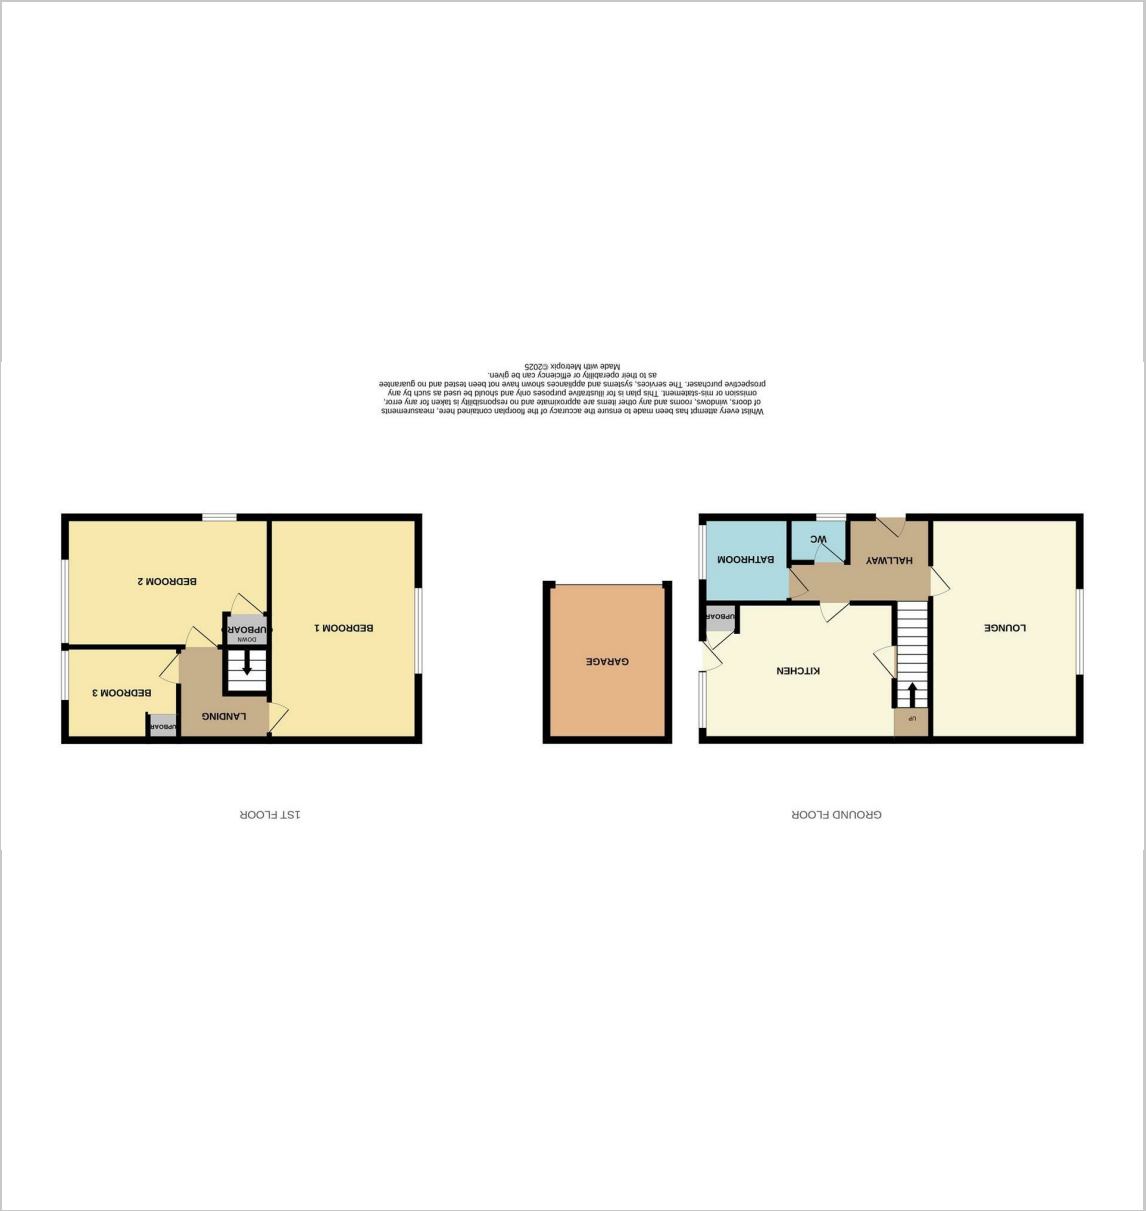 GROUND FLOOR
1ST FLOOR
UP
LOUNGE
KITCHEN
HALLWAY
WC
BATHROOM
UPBOAR
GARAGE
LANDING
UPBOAR
BEDROOM 3
BEDROOM 1
DOWN
UPBOAR
BEDROOM 2
Whilst every attempt has been made to ensure the accuracy of the floorplan contained here, measurements
of doors, windows, rooms and any other items are approximate and no responsibility is taken for any error,
omission or mis-statement. This plan is for illustrative purposes only and should be used as such by any
prospective purchaser. The services, systems and appliances shown have not been tested and no guarantee
as to their operability or efficiency can be given.
Made with Metropix ©2025